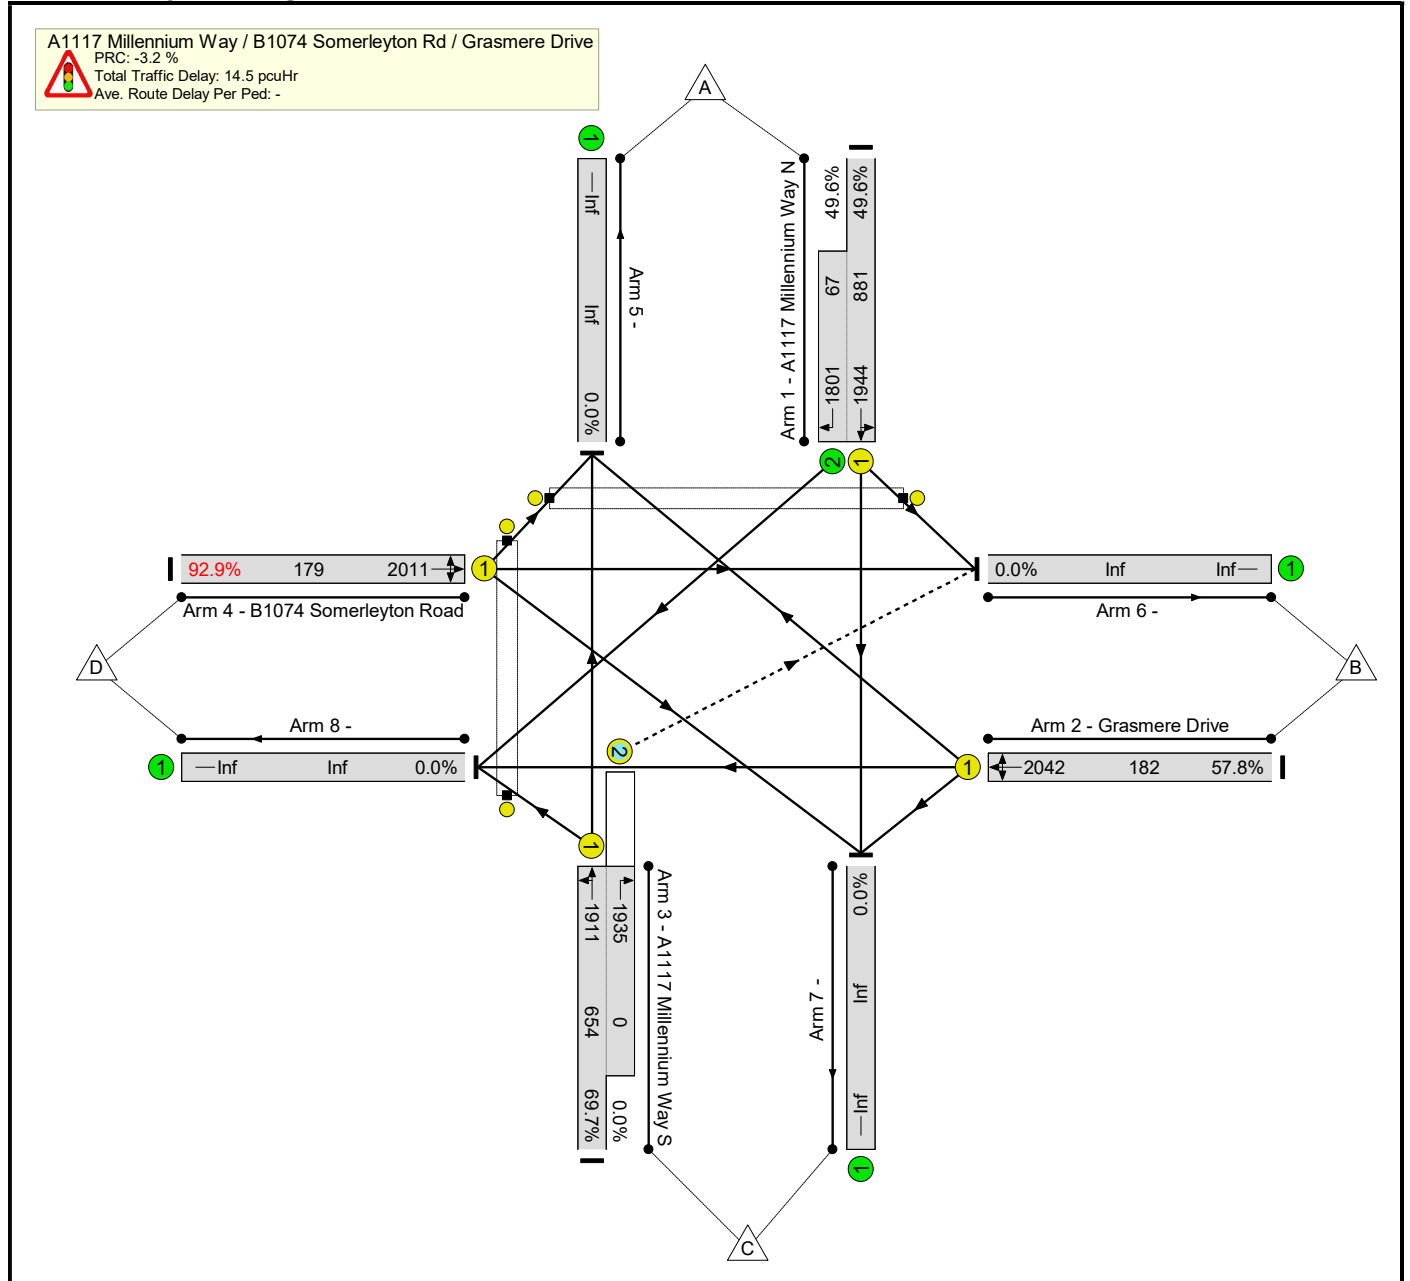 A1117 Millennium Way / B1074 Somerleyton Rd / Grasmere Drive
PRC: -3.2 %
Total Traffic Delay: 14.5 pcuHr
Ave. Route Delay Per Ped: -
A
1
Inf Inf 0.0%
Arm 5 -
Arm 1 - A1117 Millennium Way N
49.6% 67 1801
49.6% 881 1944
2 1
92.9% 179 2011
1
Arm 4 - B1074 Somerleyton Road
0.0% Inf Inf
1
Arm 6 -
D
B
Arm 8 -
1
Inf Inf 0.0%
2
Arm 2 - Grasmere Drive
1
2042 182 57.8%
1
1911 654 69.7%
1935 0 0.0%
Arm 3 - A1117 Millennium Way S
Arm 7 -
0.0% Inf Inf
1
C